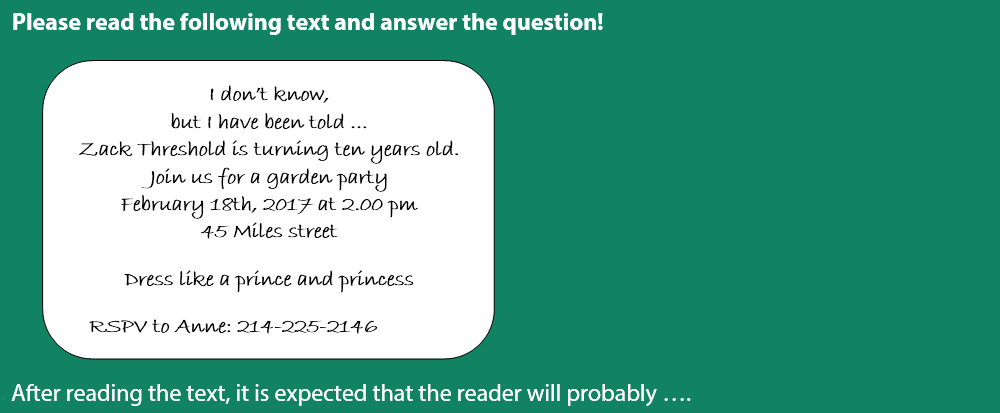 Please read the following text and answer the question!
I don't know,
but I have been told ...
Zack Threshold is turning ten years old.
Join us for a garden party
February 18th, 2017 at 2.00 pm
45 Miles street
Dress like a prince and princess
RSPV to Anne: 214-225-2146
After reading the text, it is expected that the reader will probably ....